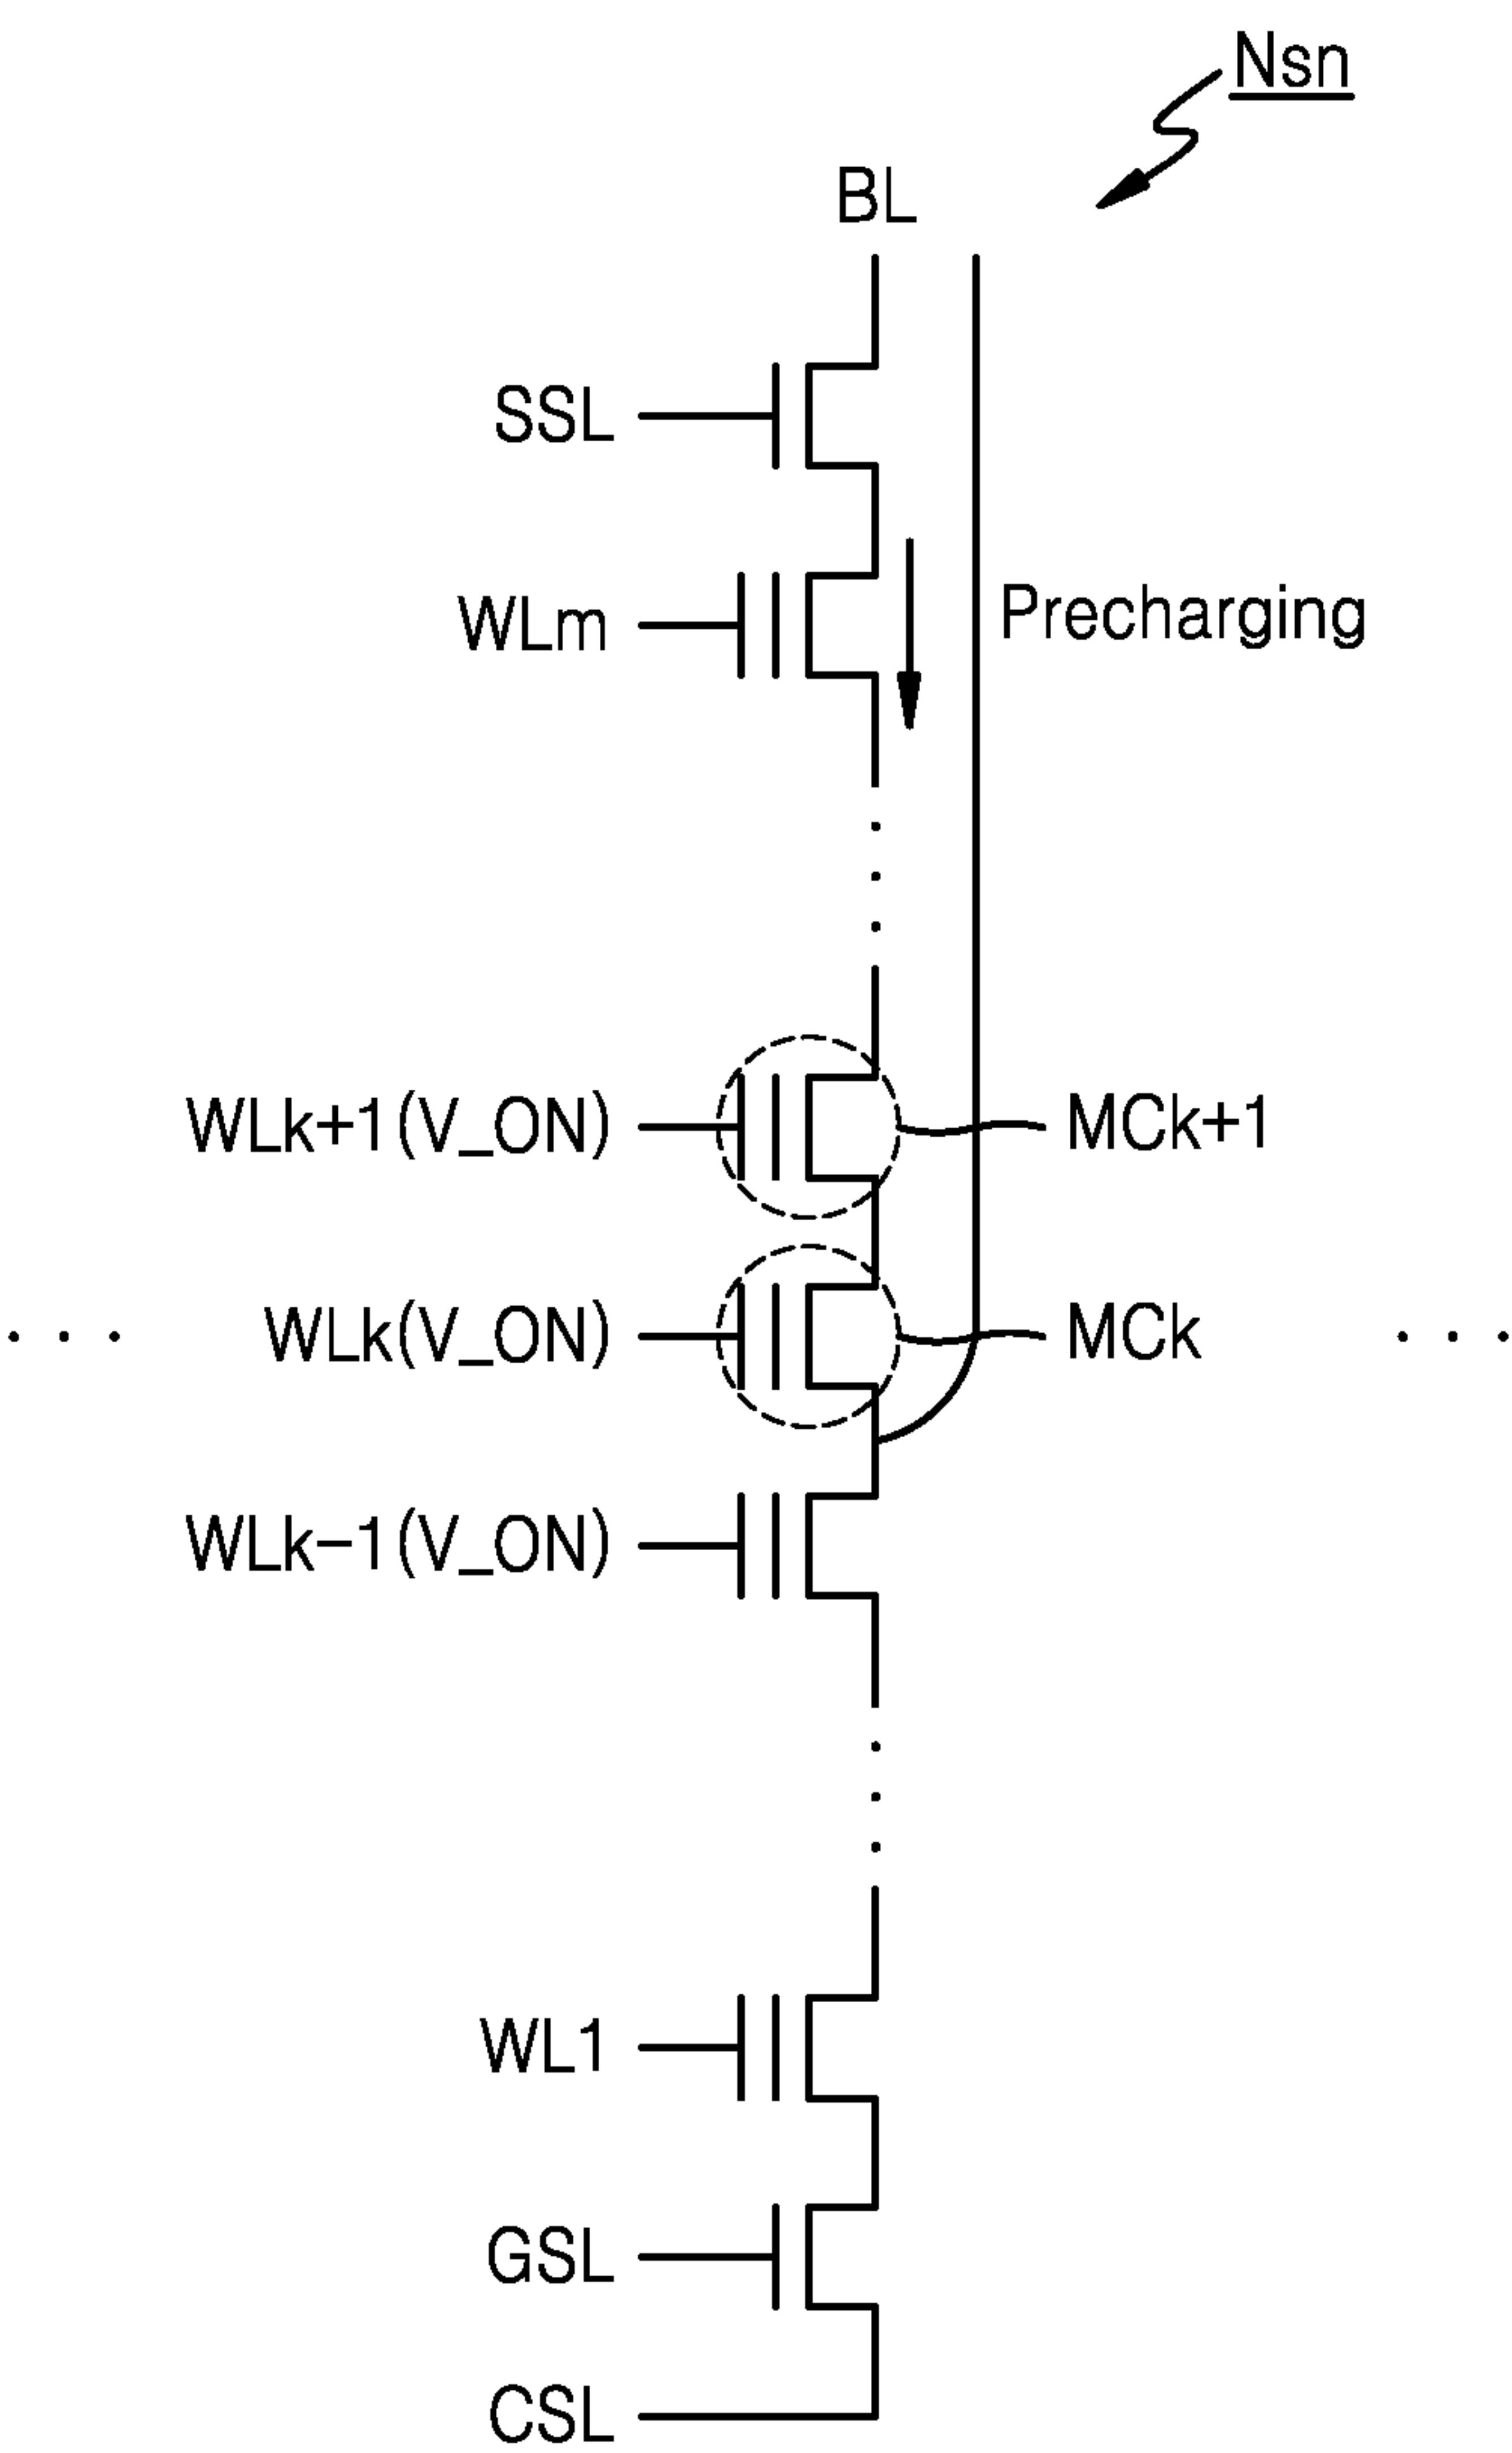 Nsn
BL
SSL
WLm
Precharging
WLk+1(V_ON)
MCk+1
WLk(V_ON)
MCk
WLk-1(V_ON)
WL1
GSL
CSL